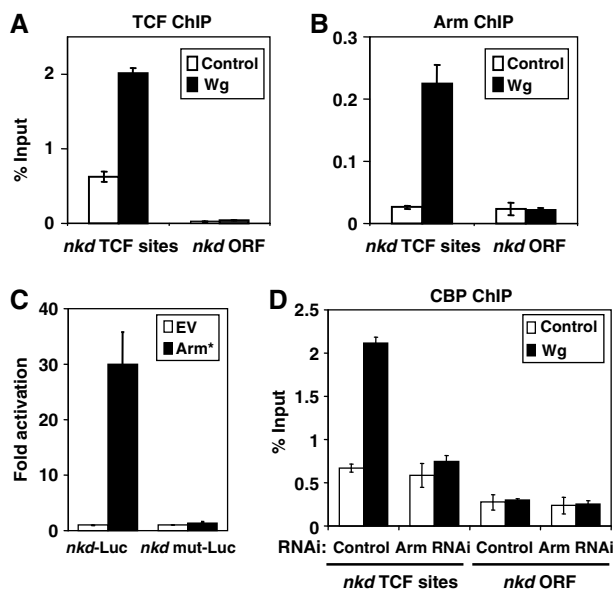 A
TCF ChIP
% Input
2
1
0
Control
Wg
nkd TCF sites
nkd ORF
B
Arm ChIP
0.3
0.2
0.1
0
Control
Wg
nkd TCF sites
nkd ORF
C
Fold activation
40
30
20
10
0
EV
Arm*
nkd-Luc
nkd mut-Luc
D
CBP ChIP
% Input
2.5
2
1.5
1
0.5
0
Control
Wg
RNAi: Control Arm RNAi Control Arm RNAi
nkd TCF sites
nkd ORF